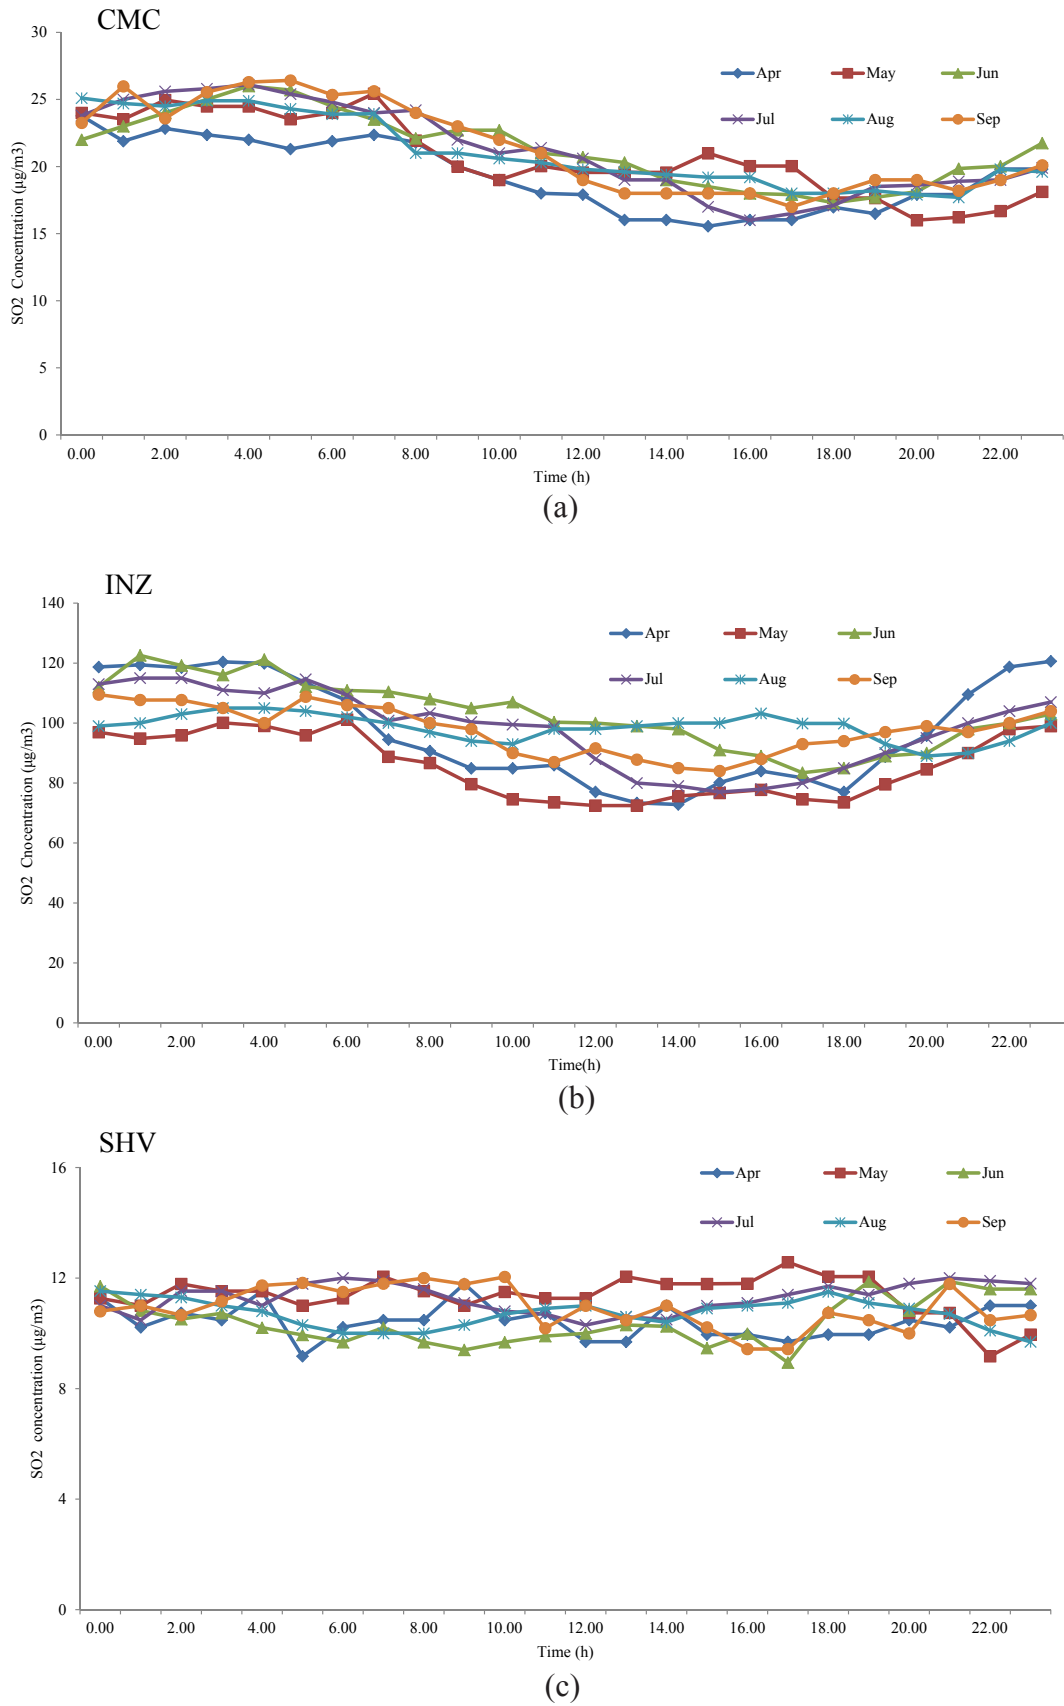 CMC
30
25
20
15
10
5
0
SO2 Concentration (µg/m3)
Apr May Jun
Jul Aug Sep
0.00 2.00 4.00 6.00 8.00 10.00 12.00 14.00 16.00 18.00 20.00 22.00
Time (h)
(a)
INZ
140
120
100
80
60
40
20
0
SO2 Cnocentration (µg/m3)
Apr May Jun
Jul Aug Sep
0.00 2.00 4.00 6.00 8.00 10.00 12.00 14.00 16.00 18.00 20.00 22.00
Time(h)
(b)
SHV
16
12
8
4
0
SO2 concentration (µg/m3)
Apr May Jun
Jul Aug Sep
0.00 2.00 4.00 6.00 8.00 10.00 12.00 14.00 16.00 18.00 20.00 22.00
Time (h)
(c)